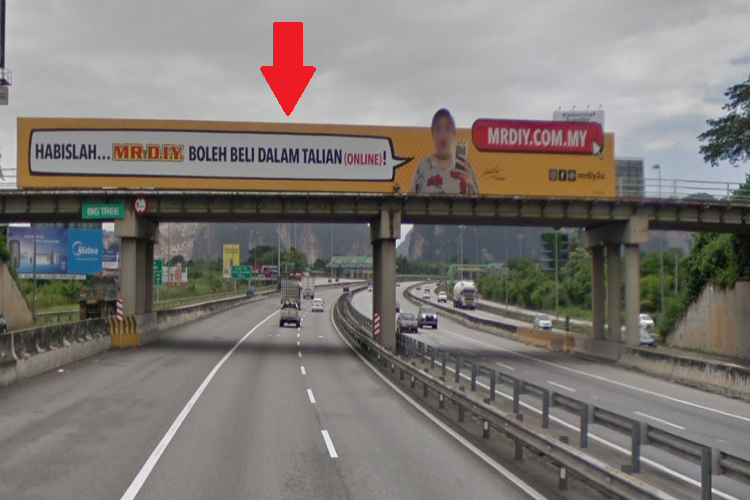 HABISLAH... MR.D.I.Y. BOLEH BELI DALAM TALIAN (ONLINE)!
MRDIY.COM.MY
mrdiy2u
BIG TREE
Midea